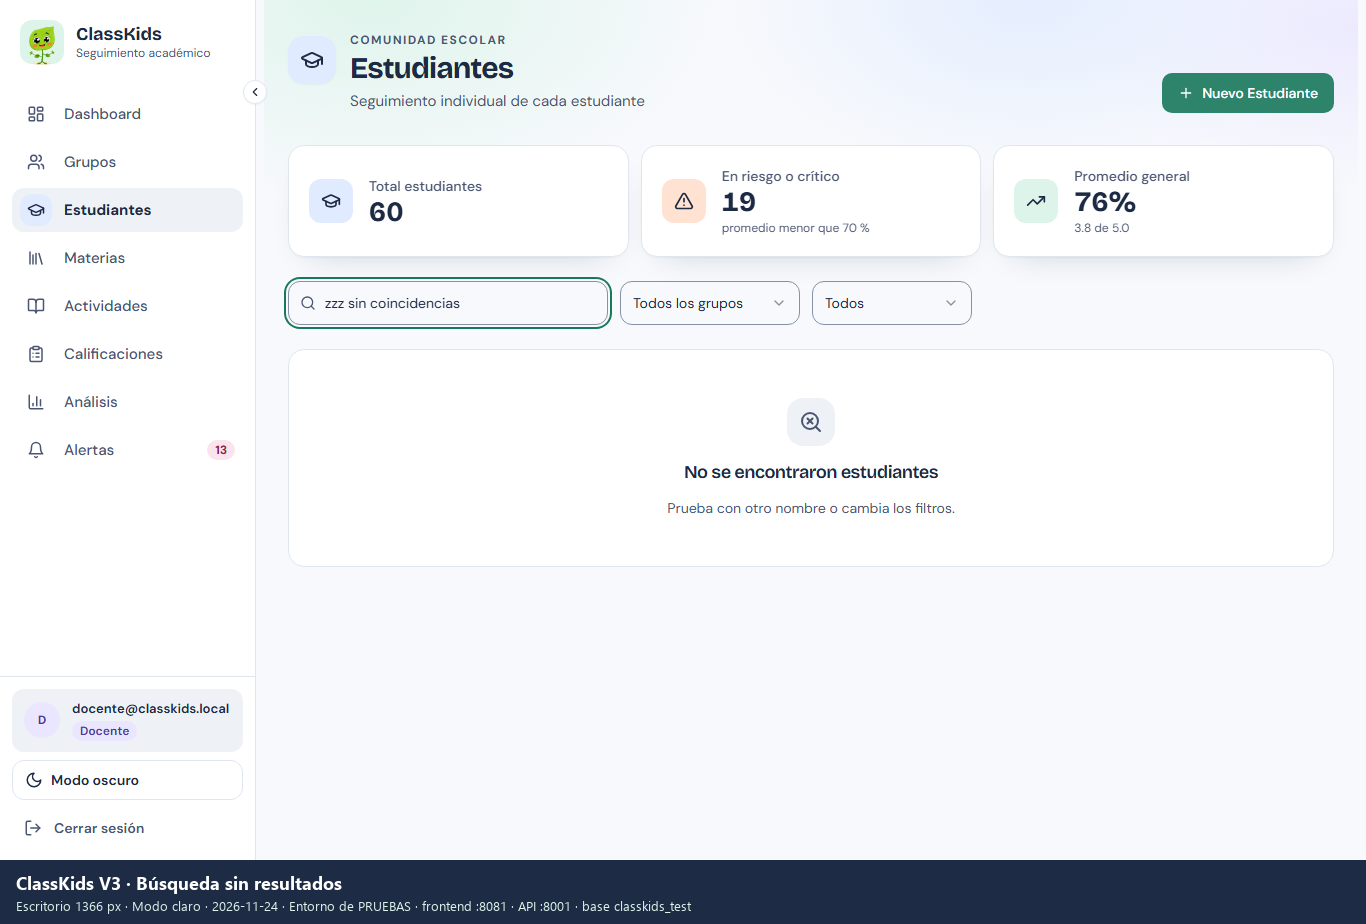 ClassKids
Seguimiento académico
Dashboard
Grupos
Estudiantes
Materias
Actividades
Calificaciones
Análisis
Alertas 13
D
docente@classkids.local
Docente
Modo oscuro
Cerrar sesión
COMUNIDAD ESCOLAR
Estudiantes
Seguimiento individual de cada estudiante
Nuevo Estudiante
Total estudiantes
60
En riesgo o crítico
19
promedio menor que 70 %
Promedio general
76%
3.8 de 5.0
zzz sin coincidencias
Todos los grupos
Todos
No se encontraron estudiantes
Prueba con otro nombre o cambia los filtros.
ClassKids V3 · Búsqueda sin resultados
Escritorio 1366 px · Modo claro · 2026-11-24 · Entorno de PRUEBAS · frontend :8081 · API :8001 · base classkids_test